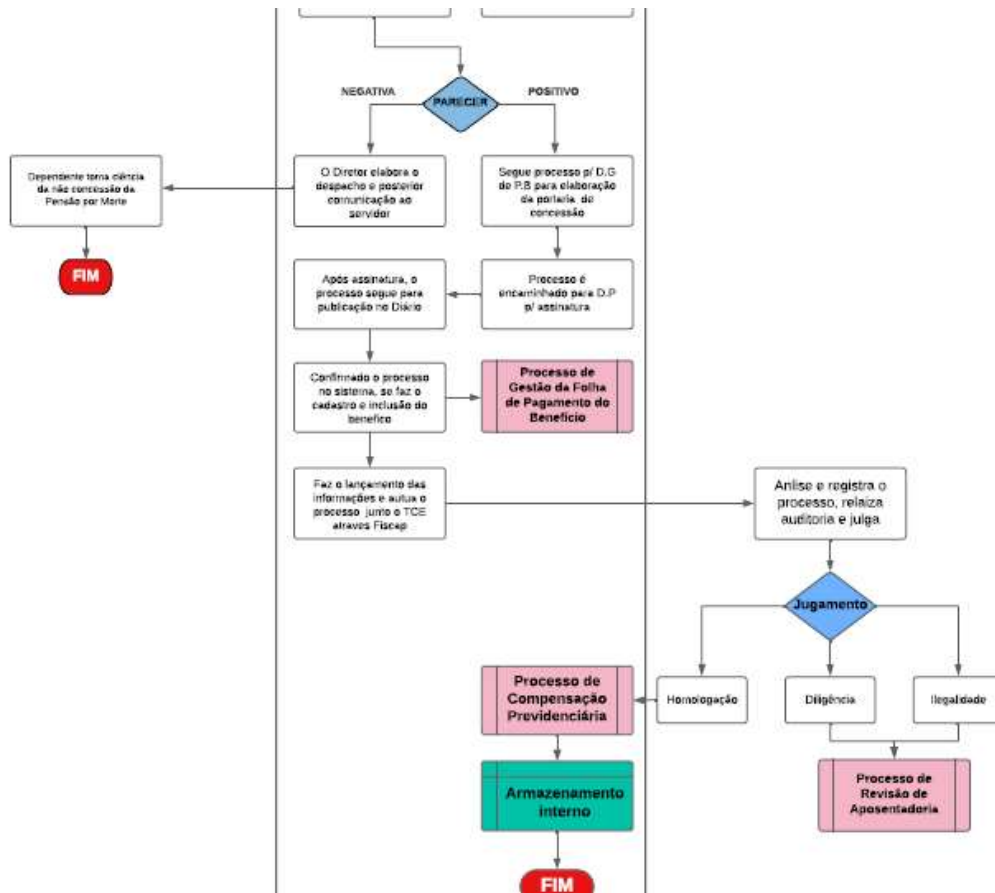 NEGATIVA
PARECER
POSITIVO
Dependente toma ciência
da não concessão da
Pensão por Morte
O Diretor elabora o
despacho e posterior
comunicação ao
servidor
Segue processo p/ D.G
de P.B para elaboração
da portaria de
concessão
FIM
Após assinatura, o
processo segue para
publicação no Diário
Processo é
encaminhado para D.P
p/ assinatura
Confirmado o processo
no sistema, se faz o
cadastro e inclusão do
benefico
Processo de
Gestão da Folha
de Pagamento do
Benefício
Faz o lançamento das
informações e autua o
processo junto o TCE
atraves Fiscap
Anlise e registra o
processo, relaiza
auditoria e julga
Jugamento
Processo de
Compensação
Previdenciária
Homologação
Diligência
Ilegalidade
Armazenamento
interno
Processo de
Revisão de
Aposentadoria
FIM